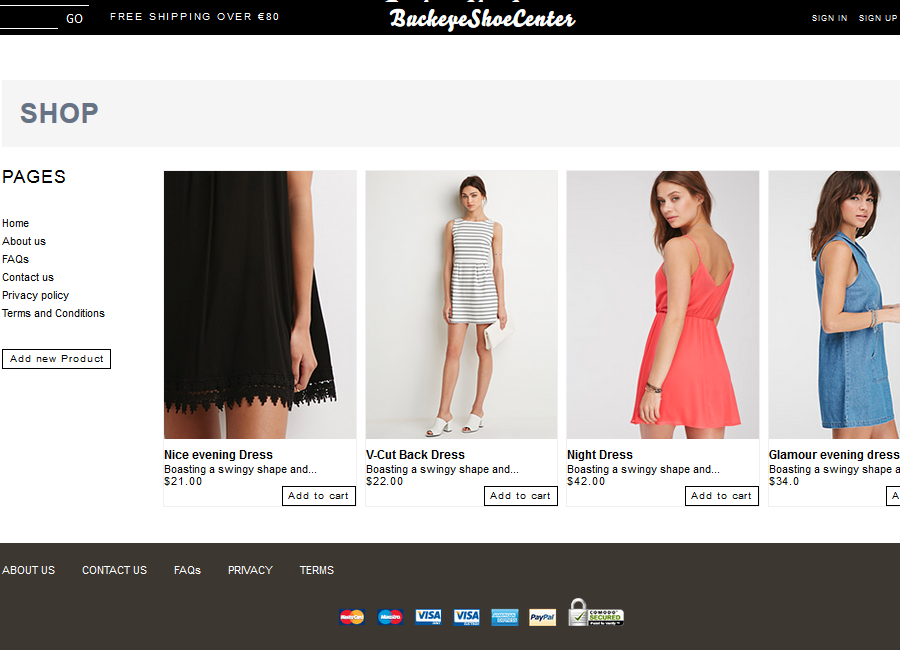 GO
FREE SHIPPING OVER €80
BuckeyeShoeCenter
SIGN IN
SIGN UP
SHOP
PAGES
Home
About us
FAQs
Contact us
Privacy policy
Terms and Conditions
Add new Product
Nice evening Dress
Boasting a swingy shape and...
$21.00
Add to cart
V-Cut Back Dress
Boasting a swingy shape and...
$22.00
Add to cart
Night Dress
Boasting a swingy shape and...
$42.00
Add to cart
Glamour evening dress
Boasting a swingy shape a
$34.0
A
ABOUT US
CONTACT US
FAQs
PRIVACY
TERMS
MasterCard
Maestro
VISA
VISA
PayPal
COMODO
SECURED